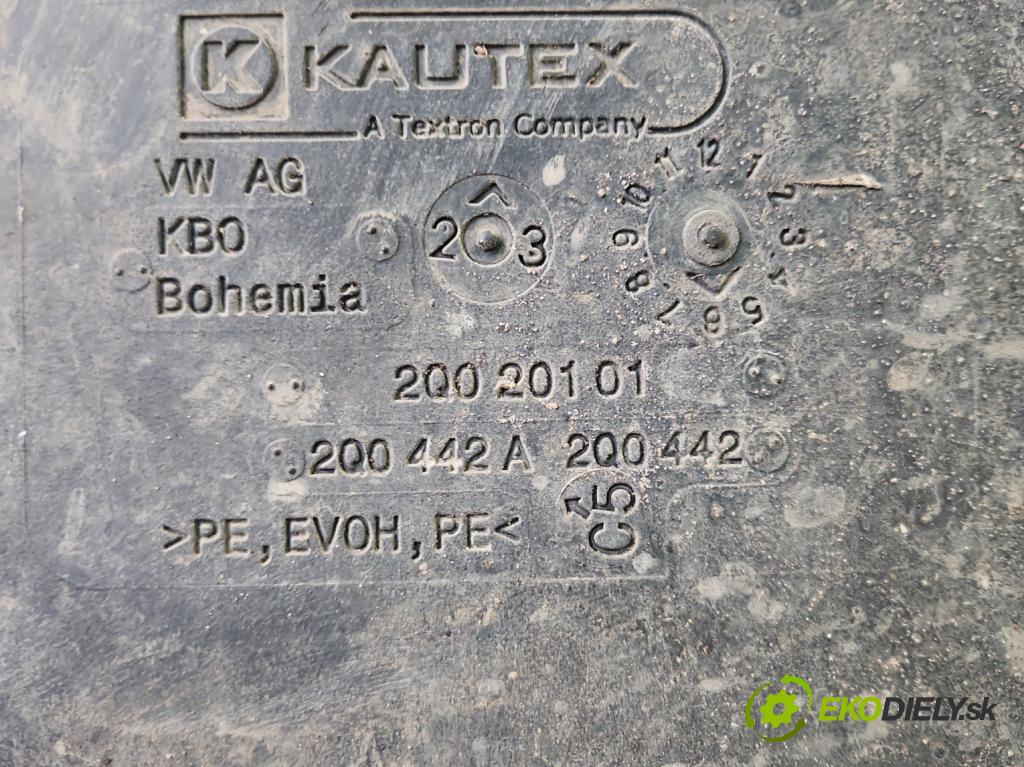 K KAUTEX
A Textron Company
VW AG
KBO
Bohemia
2 3
11 12 1 2 3 4 5 6 7 8 9 10
2Q0 201 01
2Q0 442 A 2Q0 442
C5
>PE,EVOH,PE<
EKODIELY.sk